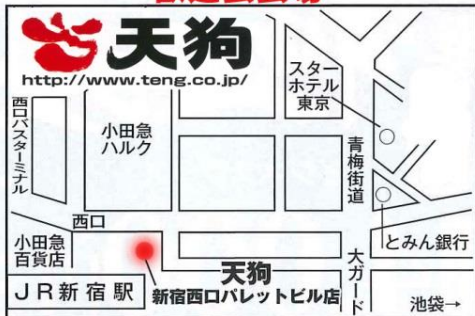 天狗
http://www.teng.co.jp/
スター
ホテル
東京
西口バスターミナル
小田急
ハルク
青梅街道
西口
小田急
百貨店
とみん銀行
大ガード
天狗
新宿西口パレットビル店
JR新宿駅
池袋→